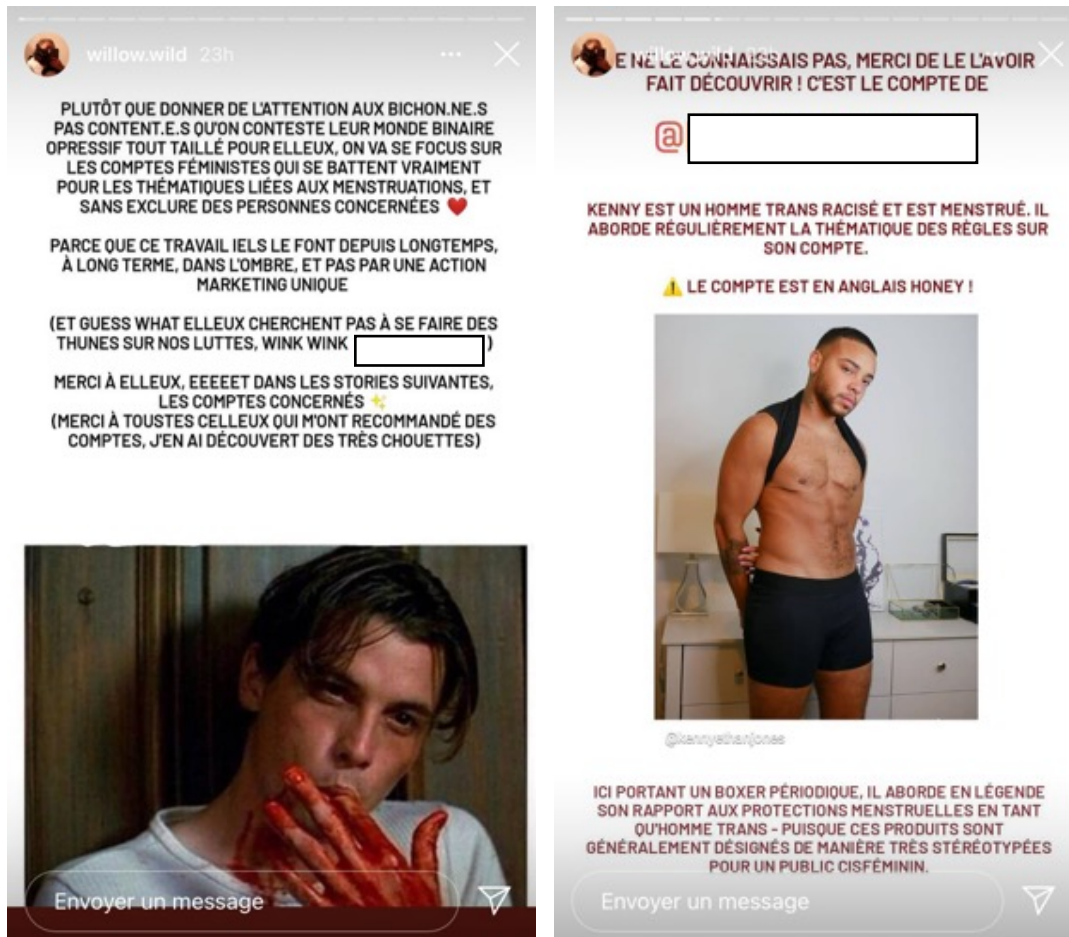 willow.wild 23h
PLUTÔT QUE DONNER DE L'ATTENTION AUX BICHON.NE.S
PAS CONTENT.E.S QU'ON CONTESTE LEUR MONDE BINAIRE
OPRESSIF TOUT TAILLÉ POUR ELLEUX, ON VA SE FOCUS SUR
LES COMPTES FÉMINISTES QUI SE BATTENT VRAIMENT
POUR LES THÉMATIQUES LIÉES AUX MENSTRUATIONS, ET
SANS EXCLURE DES PERSONNES CONCERNÉES ❤️
PARCE QUE CE TRAVAIL IELS LE FONT DEPUIS LONGTEMPS,
À LONG TERME, DANS L'OMBRE, ET PAS PAR UNE ACTION
MARKETING UNIQUE
(ET GUESS WHAT ELLEUX CHERCHENT PAS À SE FAIRE DES
THUNES SUR NOS LUTTES, WINK WINK )
MERCI À ELLEUX, EEEEET DANS LES STORIES SUIVANTES,
LES COMPTES CONCERNÉS ✨
(MERCI À TOUSTES CELLEUX QUI M'ONT RECOMMANDÉ DES
COMPTES, J'EN AI DÉCOUVERT DES TRÈS CHOUETTES)
Envoyer un message
willow.wild 23h
E NE LE CONNAISSAIS PAS, MERCI DE LE L'AVOIR
FAIT DÉCOUVRIR ! C'EST LE COMPTE DE
@
KENNY EST UN HOMME TRANS RACISÉ ET EST MENSTRUÉ. IL
ABORDE RÉGULIÈREMENT LA THÉMATIQUE DES RÈGLES SUR
SON COMPTE.
⚠️ LE COMPTE EST EN ANGLAIS HONEY !
@kennyethanjones
ICI PORTANT UN BOXER PÉRIODIQUE, IL ABORDE EN LÉGENDE
SON RAPPORT AUX PROTECTIONS MENSTRUELLES EN TANT
QU'HOMME TRANS - PUISQUE CES PRODUITS SONT
GÉNÉRALEMENT DÉSIGNÉS DE MANIÈRE TRÈS STÉRÉOTYPÉES
POUR UN PUBLIC CISFÉMININ.
Envoyer un message